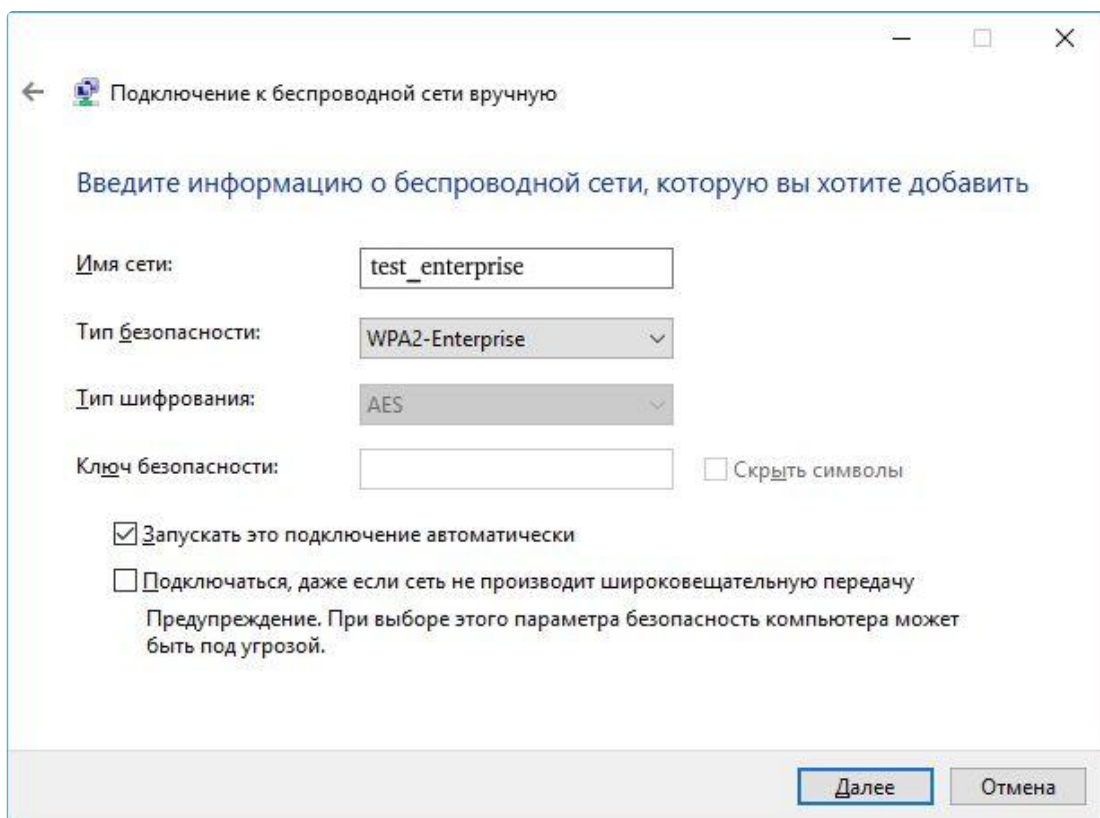 Подключение к беспроводной сети вручную
Введите информацию о беспроводной сети, которую вы хотите добавить
Имя сети: test_enterprise
Тип безопасности: WPA2-Enterprise
Тип шифрования: AES
Ключ безопасности: Скрыть символы
Запускать это подключение автоматически
Подключаться, даже если сеть не производит широковещательную передачу
Предупреждение. При выборе этого параметра безопасность компьютера может
быть под угрозой.
Далее Отмена